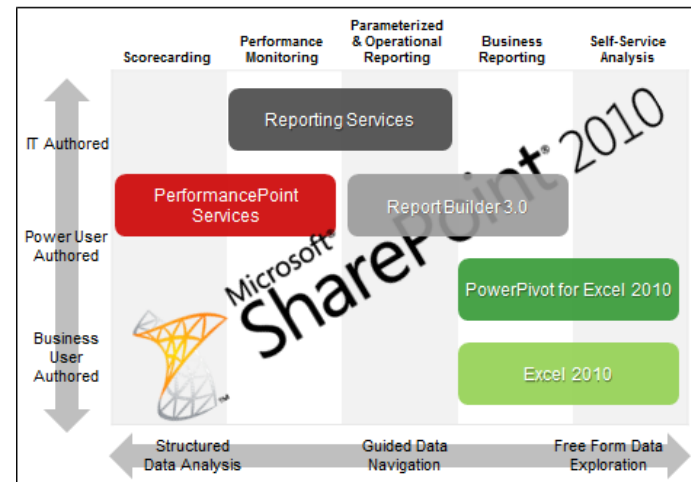 Scorecarding
Performance
Monitoring
Parameterized
& Operational
Reporting
Business
Reporting
Self-Service
Analysis
IT Authored
Reporting Services
PerformancePoint
Services
Report Builder 3.0
Power User
Authored
Microsoft®
SharePoint® 2010
PowerPivot for Excel 2010
Business
User
Authored
Excel 2010
TM
Structured
Data Analysis
Guided Data
Navigation
Free Form Data
Exploration